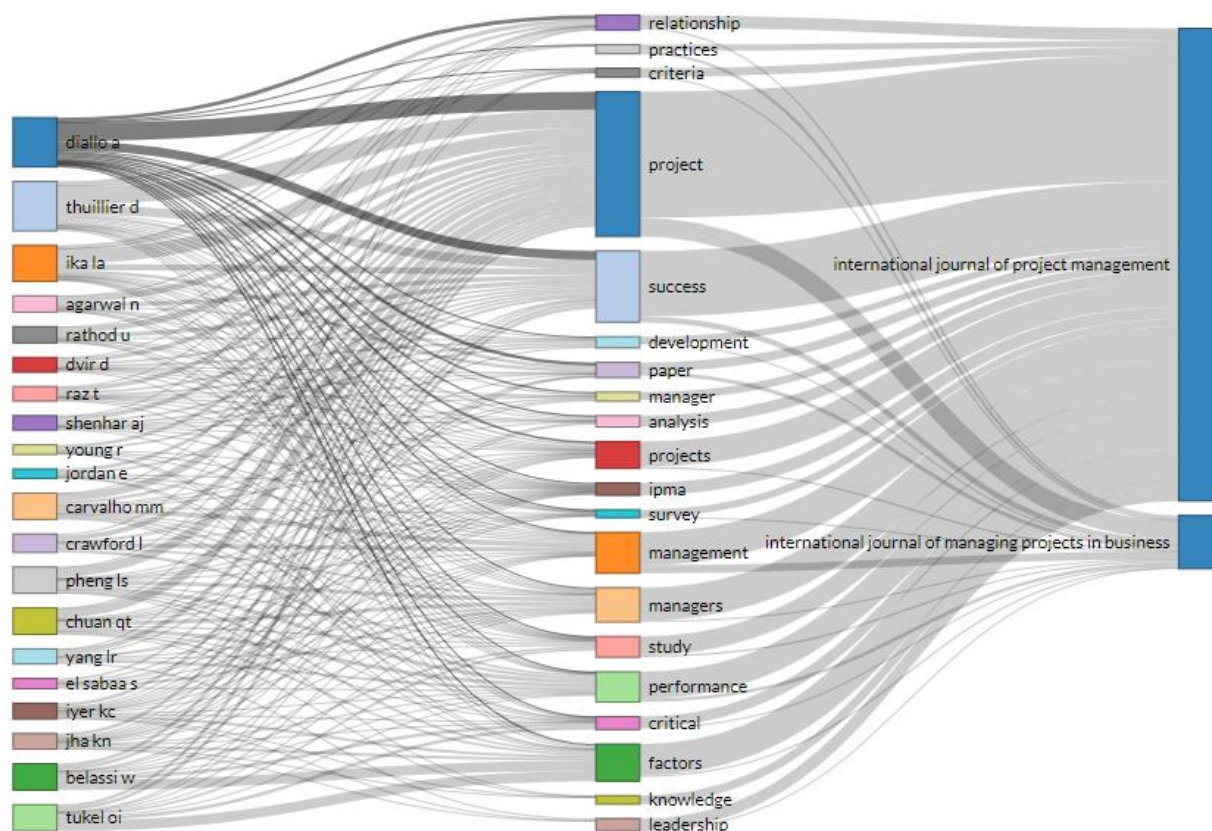 diallo a
thuillier d
ika la
agarwal n
rathod u
dvir d
raz t
shenhar aj
young r
jordan e
carvalho mm
crawford l
pheng ls
chuan qt
yang lr
el sabaa s
iyer kc
jha kn
belassi w
tukel oi
relationship
practices
criteria
project
success
development
paper
manager
analysis
projects
ipma
survey
management
managers
study
performance
critical
factors
knowledge
leadership
international journal of project management
international journal of managing projects in business